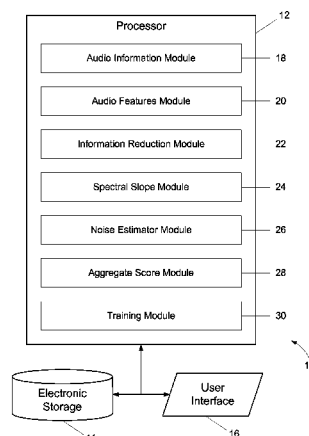 Processor
12
Audio Information Module
18
Audio Features Module
20
Information Reduction Module
22
Spectral Slope Module
24
Noise Estimator Module
26
Aggregate Score Module
28
Training Module
30
Electronic
Storage
User
Interface
16